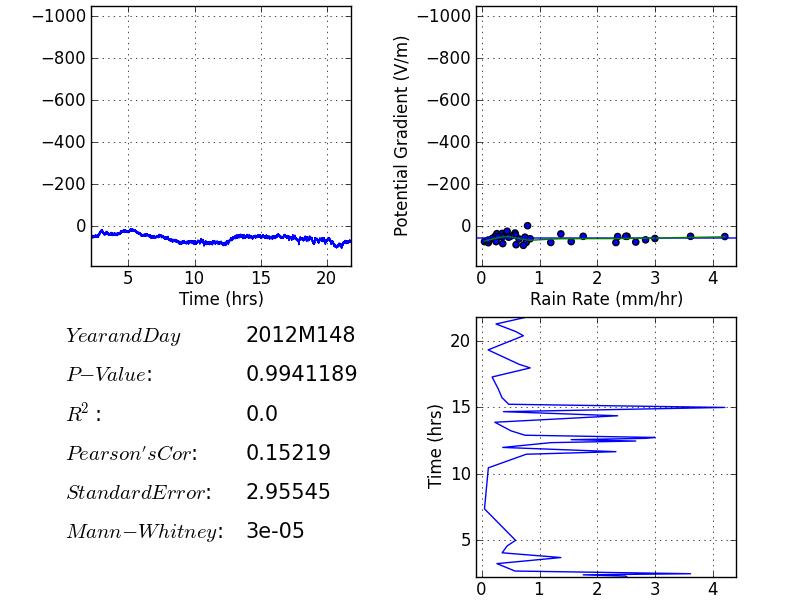 −1000
−800
−600
−400
−200
0
5 10 15 20
Time (hrs)
Potential Gradient (V/m)
−1000
−800
−600
−400
−200
0
0 1 2 3 4
Rain Rate (mm/hr)
YearandDay 2012M148
P−Value: 0.9941189
R² : 0.0
Pearson′sCor: 0.15219
StandardError: 2.95545
Mann−Whitney: 3e-05
Time (hrs)
20
15
10
5
0 1 2 3 4